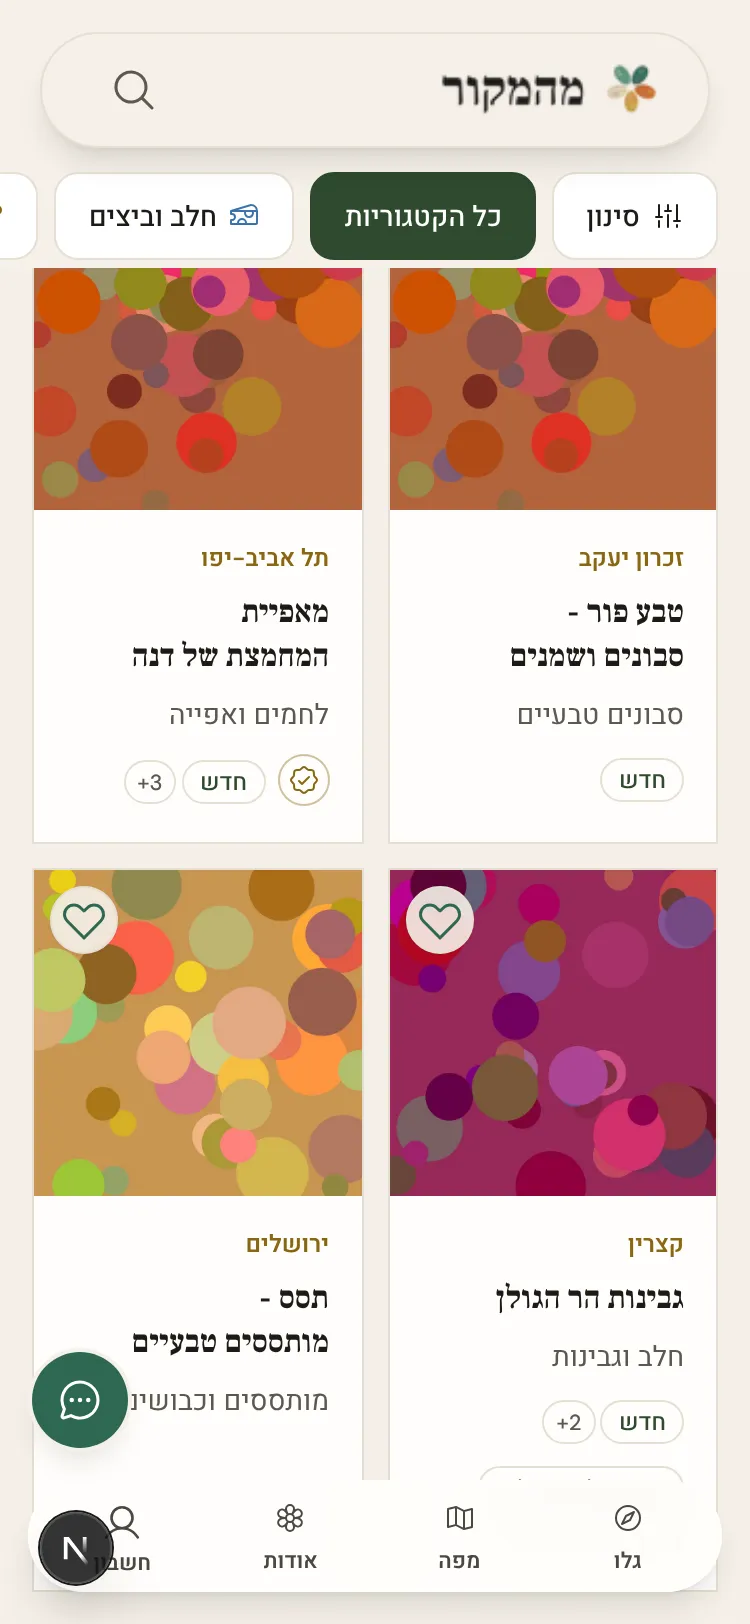 מהמקור
סינון
כל הקטגוריות
חלב וביצים
זכרון יעקב
טבע פור -
סבונים ושמנים
סבונים טבעיים
חדש
תל אביב-יפו
מאפיית
המחמצת של דנה
לחמים ואפייה
חדש
+3
קצרין
גבינות הר הגולן
חלב וגבינות
חדש
+2
ירושלים
תסס -
מותססים טבעיים
מותססים
גלו
מפה
אודות
חשבון
N